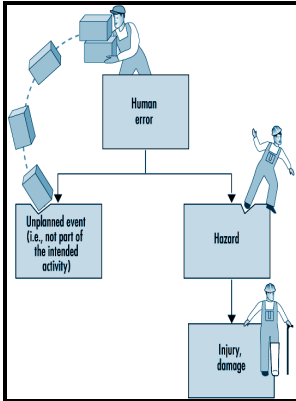 Human
error
Unplanned event
(i.e., not part of
the intended
activity)
Hazard
Injury,
damage